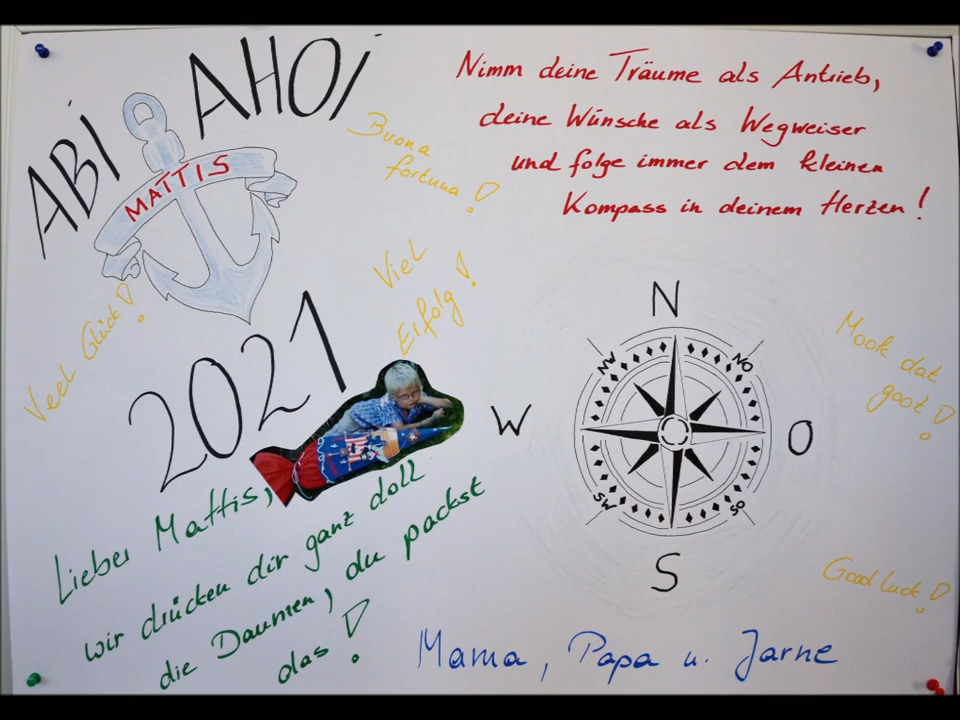 ABI AHOI
MATTIS
2021
Nimm deine Träume als Antrieb,
deine Wünsche als Wegweiser
und folge immer dem kleinen
Kompass in deinem Herzen!
Buona
fortuna!
Viel
Erfolg!
Veel Glück!
Mook dat
goot!
Good luck!
N
NW
NO
W
O
SW
SO
S
Lieber Mattis,
wir drücken dir ganz doll
die Daumen, du packst
das!
Mama, Papa u. Jarne